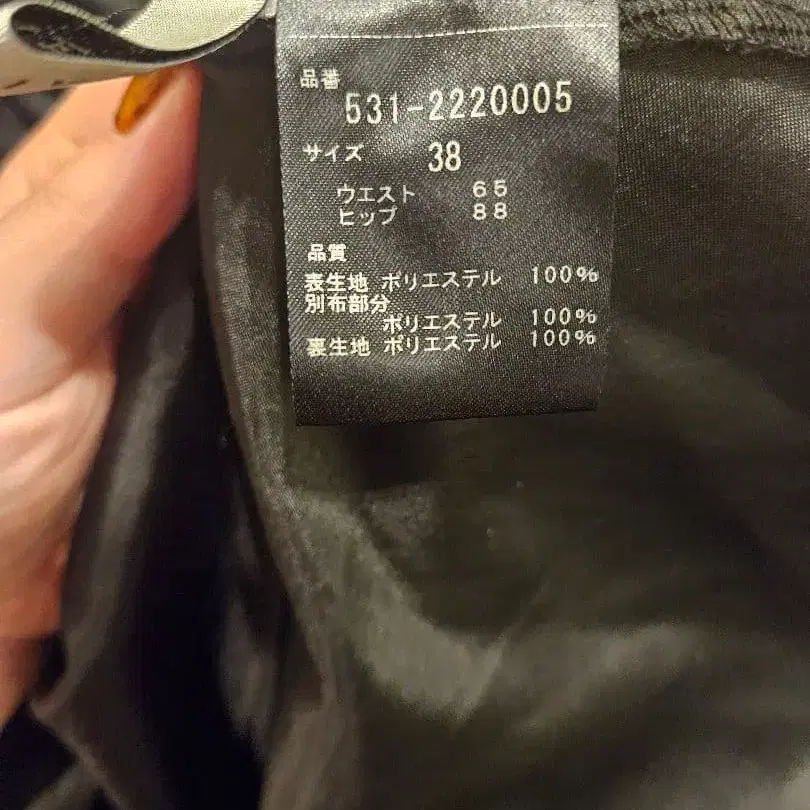 品番
531-2220005
サイズ 38
ウエスト 65
ヒップ 88
品質
表生地 ポリエステル 100%
別布部分
ポリエステル 100%
裏生地 ポリエステル 100%